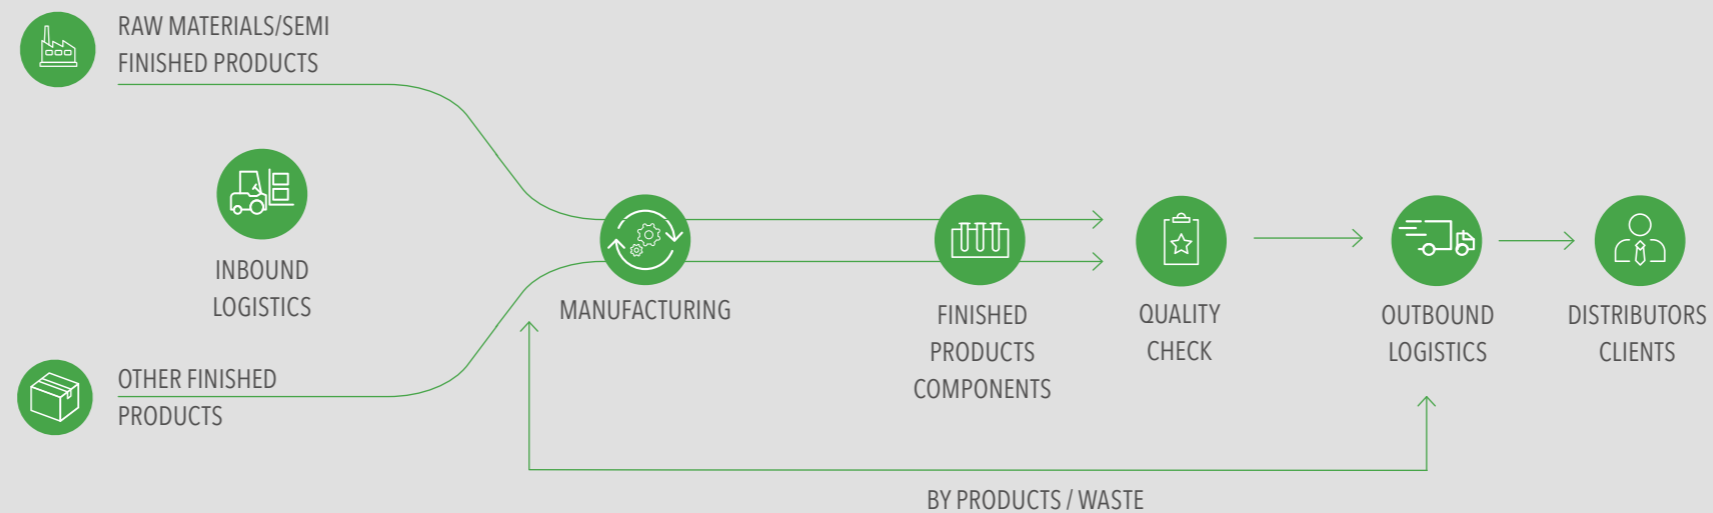 RAW MATERIALS/SEMI
FINISHED PRODUCTS
INBOUND
LOGISTICS
OTHER FINISHED
PRODUCTS
MANUFACTURING
FINISHED
PRODUCTS
COMPONENTS
QUALITY
CHECK
OUTBOUND
LOGISTICS
DISTRIBUTORS
CLIENTS
BY PRODUCTS / WASTE